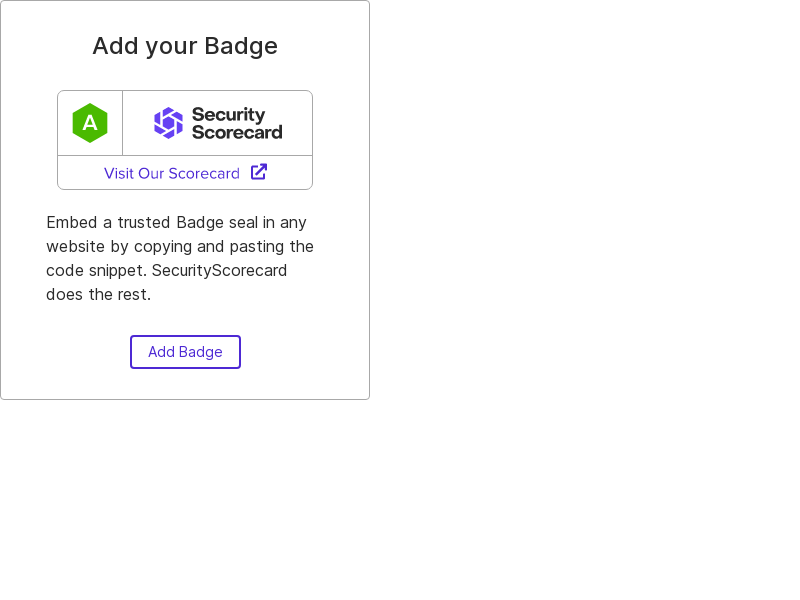 Add your Badge
A
Security
Scorecard
Visit Our Scorecard
Embed a trusted Badge seal in any
website by copying and pasting the
code snippet. SecurityScorecard
does the rest.
Add Badge